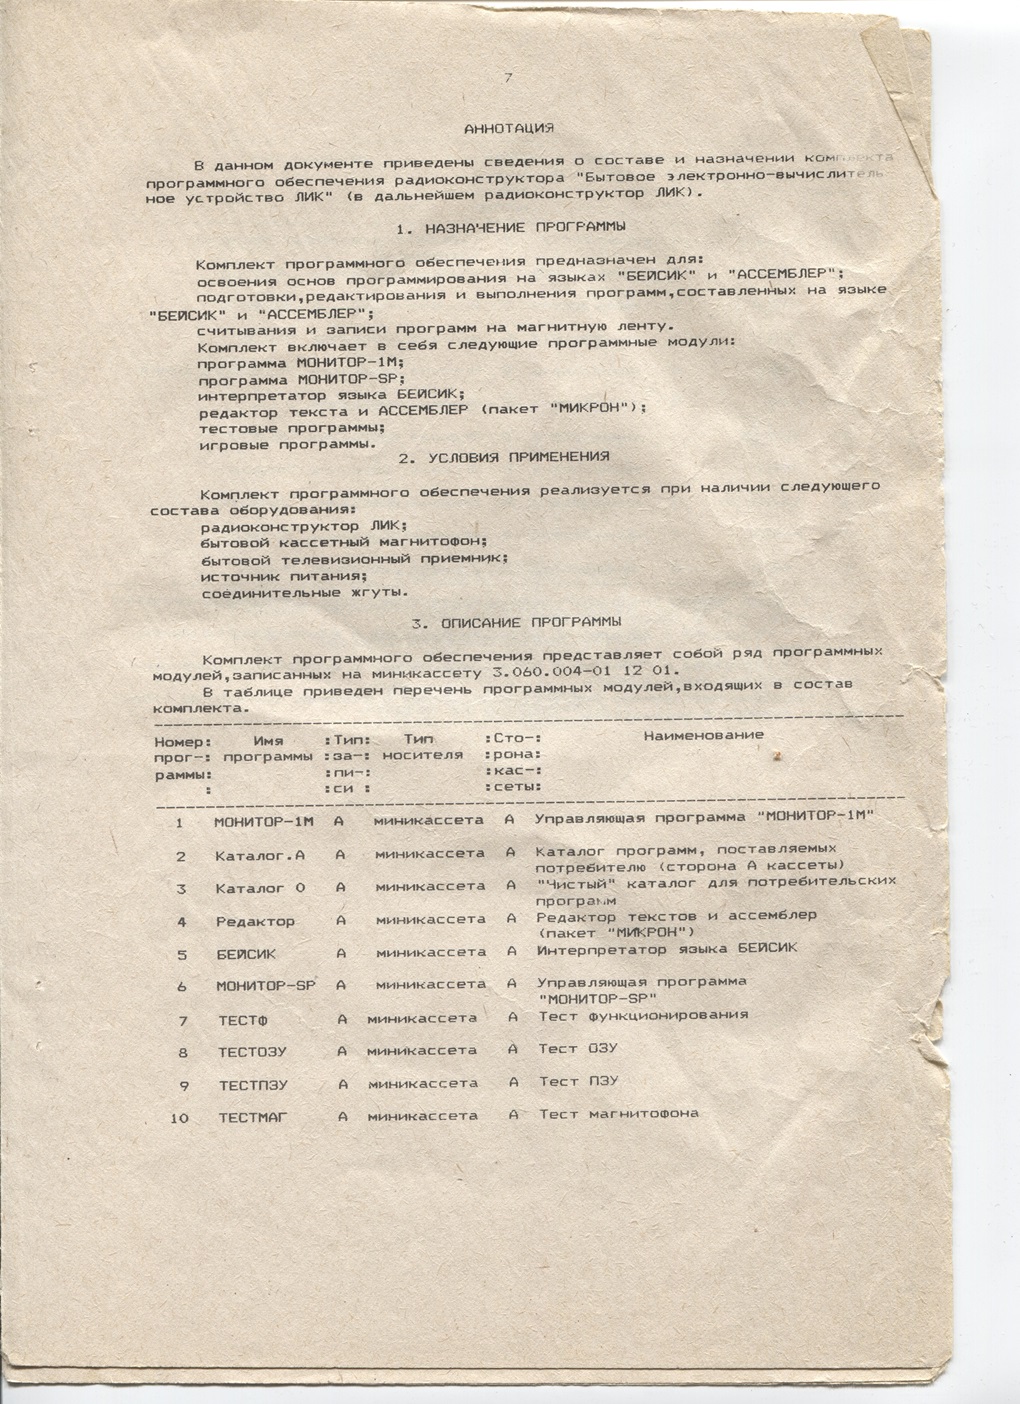 7
АННОТАЦИЯ
В данном документе приведены сведения о составе и назначении комплекта
программного обеспечения радиоконструктора "Бытовое электронно-вычислитель
ное устройство ЛИК" (в дальнейшем радиоконструктор ЛИК).
1. НАЗНАЧЕНИЕ ПРОГРАММЫ
Комплект программного обеспечения предназначен для:
освоения основ программирования на языках "БЕЙСИК" и "АССЕМБЛЕР";
подготовки,редактирования и выполнения программ,составленных на языке
"БЕЙСИК" и "АССЕМБЛЕР";
считывания и записи программ на магнитную ленту.
Комплект включает в себя следующие программные модули:
программа МОНИТОР-1М;
программа МОНИТОР-SP;
интерпретатор языка БЕЙСИК;
редактор текста и АССЕМБЛЕР (пакет "МИКРОН");
тестовые программы;
игровые программы.
2. УСЛОВИЯ ПРИМЕНЕНИЯ
Комплект программного обеспечения реализуется при наличии следующего
состава оборудования:
радиоконструктор ЛИК;
бытовой кассетный магнитофон;
бытовой телевизионный приемник;
источник питания;
соединительные жгуты.
3. ОПИСАНИЕ ПРОГРАММЫ
Комплект программного обеспечения представляет собой ряд программных
модулей,записанных на миникассету 3.060.004-01 12 01.
В таблице приведен перечень программных модулей,входящих в состав
комплекта.
Номер: Имя :Тип: Тип :Сто-: Наименование
прог-: программы :за-: носителя :рона:
раммы: :пи-: :кас-:
: :си : :сеты:
1 МОНИТОР-1М А миникассета А Управляющая программа "МОНИТОР-1М"
2 Каталог.А А миникассета А Каталог программ, поставляемых
потребителю (сторона А кассеты)
3 Каталог О А миникассета А "Чистый" каталог для потребительских
программ
4 Редактор А миникассета А Редактор текстов и ассемблер
(пакет "МИКРОН")
5 БЕЙСИК А миникассета А Интерпретатор языка БЕЙСИК
6 МОНИТОР-SP А миникассета А Управляющая программа
"МОНИТОР-SP"
7 ТЕСТФ А миникассета А Тест функционирования
8 ТЕСТОЗУ А миникассета А Тест ОЗУ
9 ТЕСТПЗУ А миникассета А Тест ПЗУ
10 ТЕСТМАГ А миникассета А Тест магнитофона